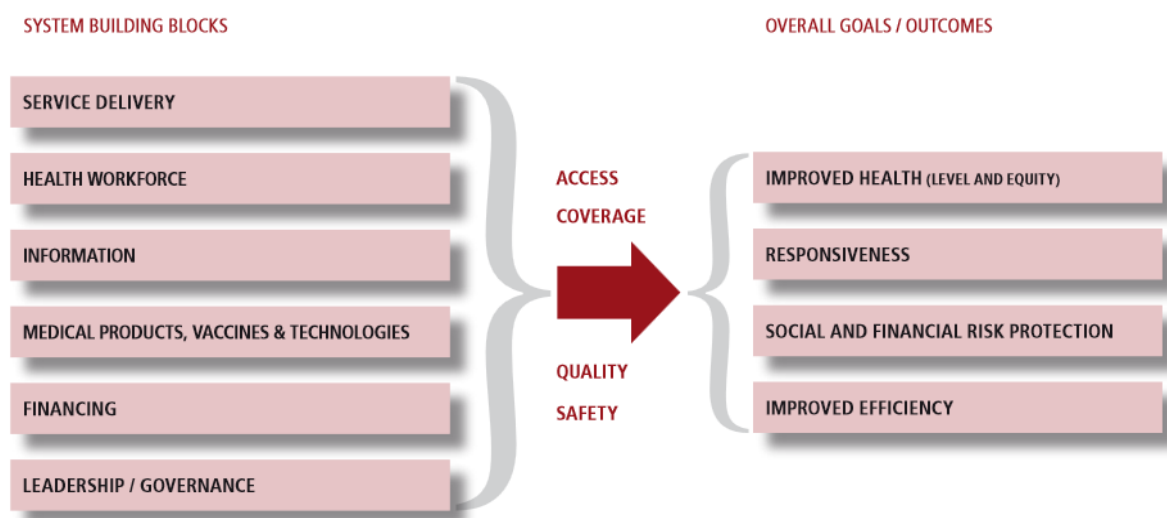 SYSTEM BUILDING BLOCKS
OVERALL GOALS / OUTCOMES
SERVICE DELIVERY
HEALTH WORKFORCE
INFORMATION
MEDICAL PRODUCTS, VACCINES & TECHNOLOGIES
FINANCING
LEADERSHIP / GOVERNANCE
ACCESS
COVERAGE
QUALITY
SAFETY
IMPROVED HEALTH (LEVEL AND EQUITY)
RESPONSIVENESS
SOCIAL AND FINANCIAL RISK PROTECTION
IMPROVED EFFICIENCY